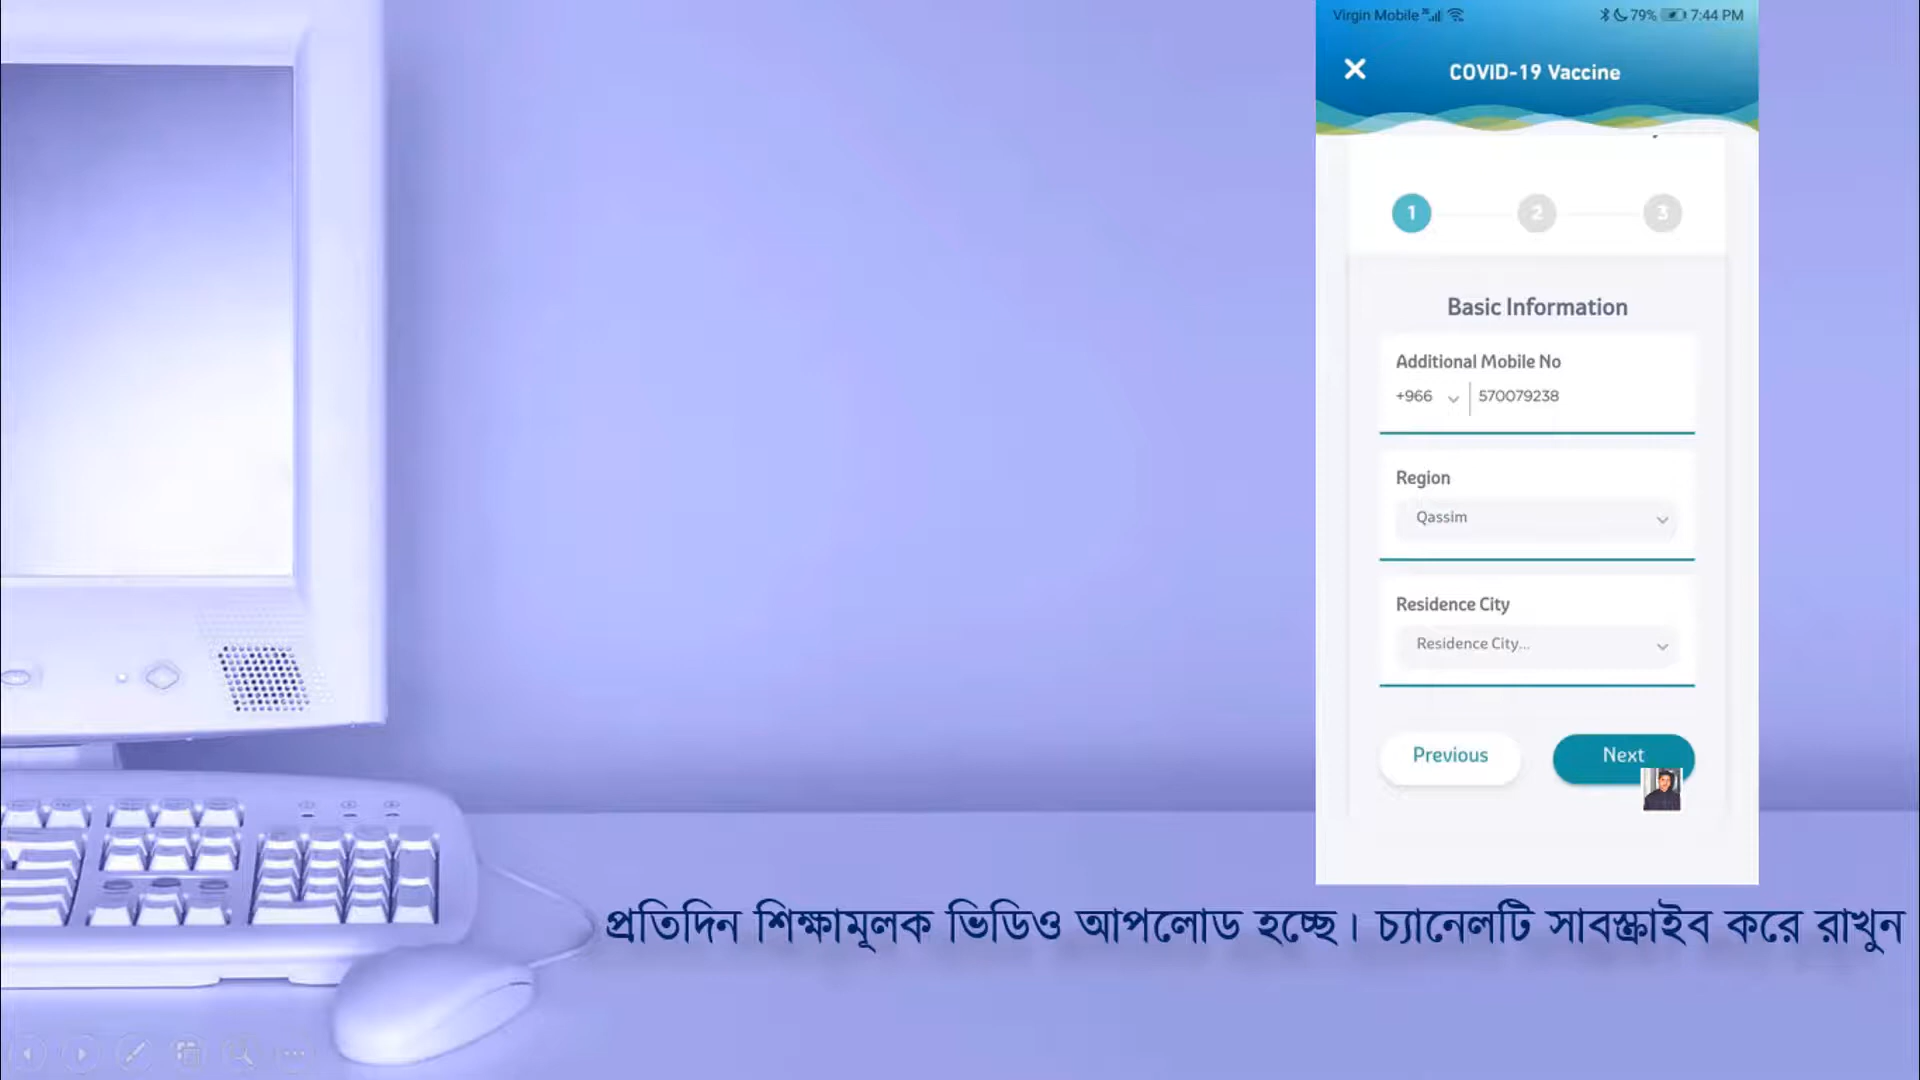 Virgin Mobile
79% 7:44 PM
COVID-19 Vaccine
1 2 3
Basic Information
Additional Mobile No
+966 570079238
Region
Qassim
Residence City
Residence City...
Previous Next
প্রতিদিন শিক্ষামূলক ভিডিও আপলোড হচ্ছে। চ্যানেলটি সাবস্ক্রাইব করে রাখুন